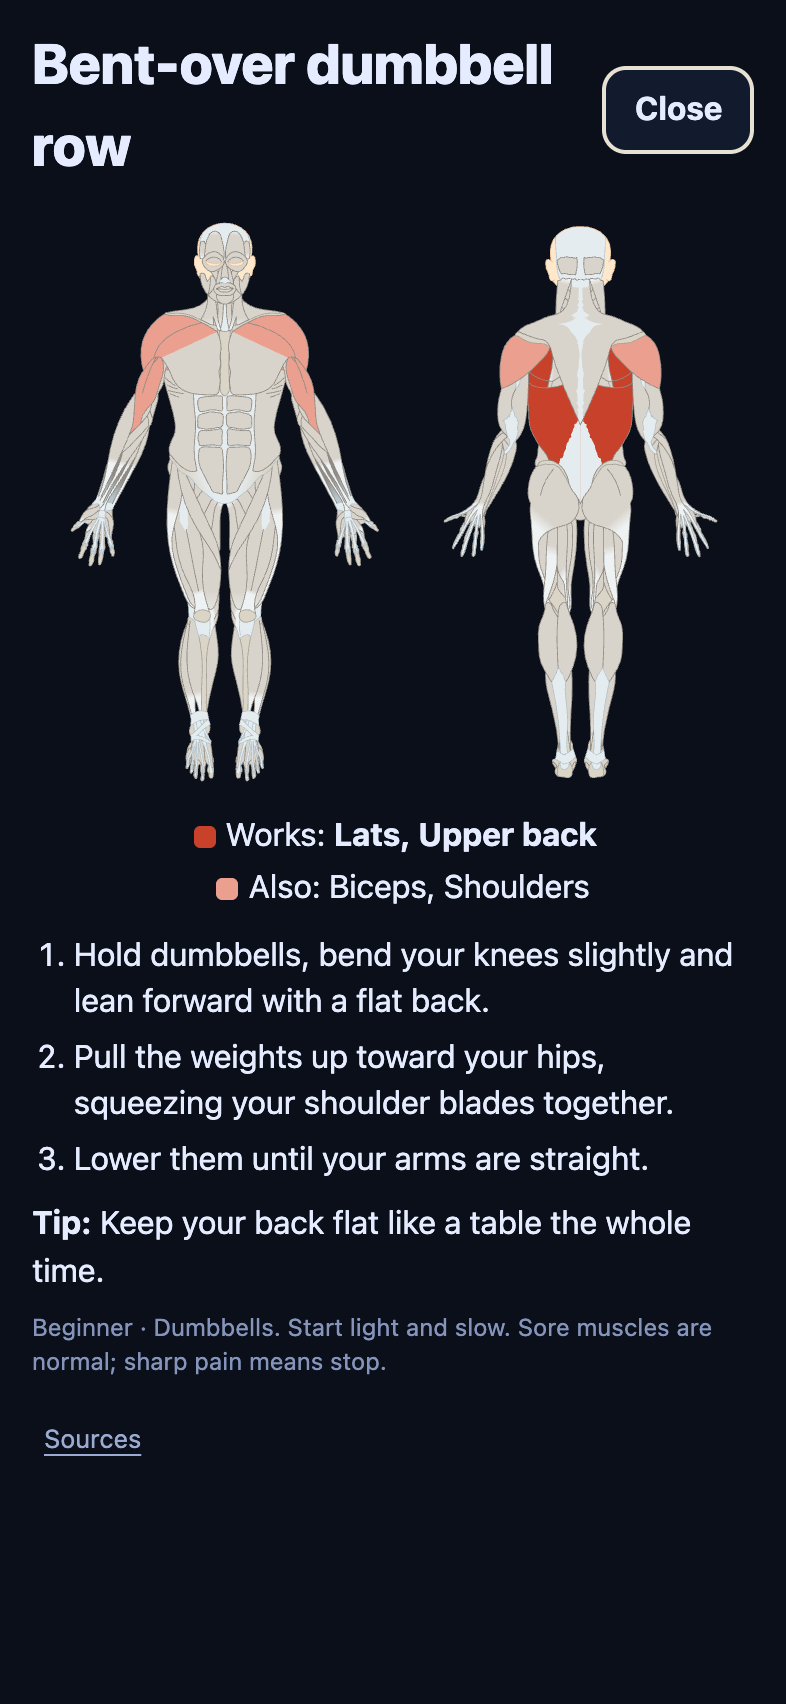 Bent-over dumbbell
row
Close
Works: Lats, Upper back
Also: Biceps, Shoulders
1. Hold dumbbells, bend your knees slightly and
lean forward with a flat back.
2. Pull the weights up toward your hips,
squeezing your shoulder blades together.
3. Lower them until your arms are straight.
Tip: Keep your back flat like a table the whole
time.
Beginner · Dumbbells. Start light and slow. Sore muscles are
normal; sharp pain means stop.
Sources